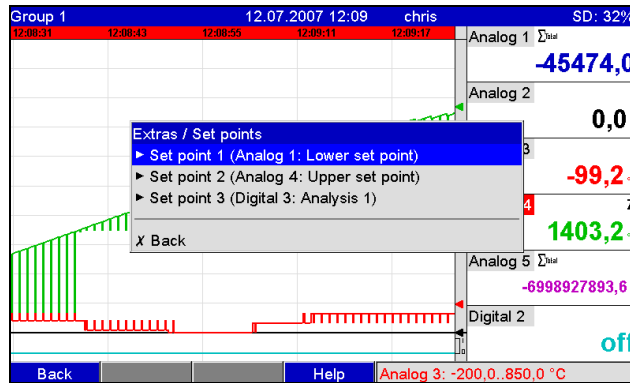 Group 1 12.07.2007 12:09 chris SD: 32%
12:08:31 12:08:43 12:08:55 12:09:11 12:09:17
Analog 1 ΣTotal
-45474,0
Analog 2
0,0
3
-99,2
4
1403,2
Analog 5 ΣTotal
-6998927893,6
Digital 2
off
Extras / Set points
► Set point 1 (Analog 1: Lower set point)
► Set point 2 (Analog 4: Upper set point)
► Set point 3 (Digital 3: Analysis 1)
X Back
Back Help Analog 3: -200,0..850,0 °C